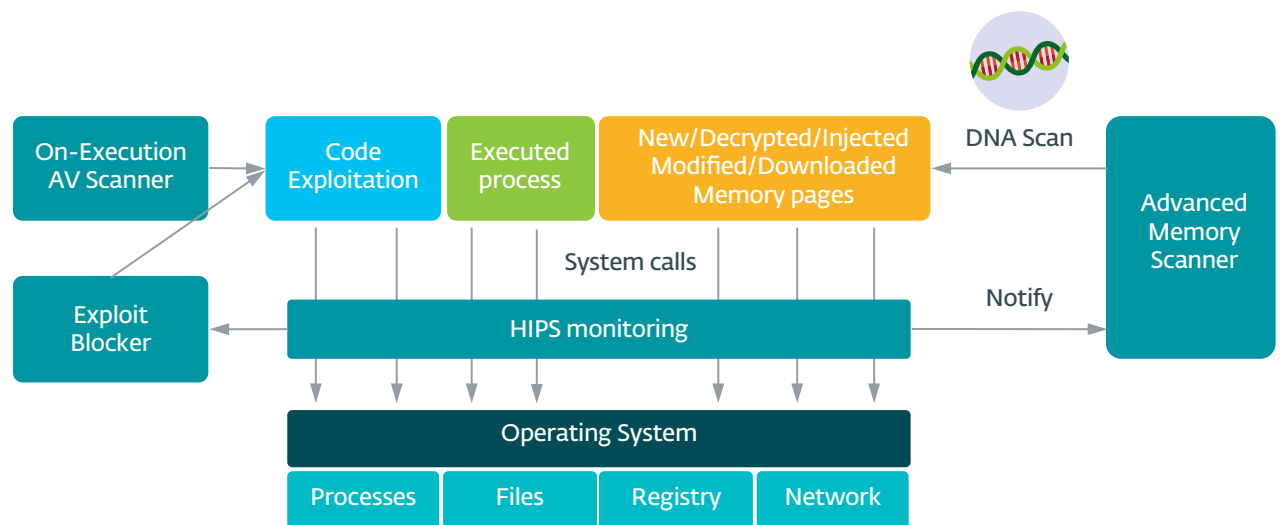 On-Execution
AV Scanner
Code
Exploitation
Executed
process
New/Decrypted/Injected
Modified/Downloaded
Memory pages
DNA Scan
Advanced
Memory
Scanner
System calls
Exploit
Blocker
HIPS monitoring
Notify
Operating System
Processes
Files
Registry
Network